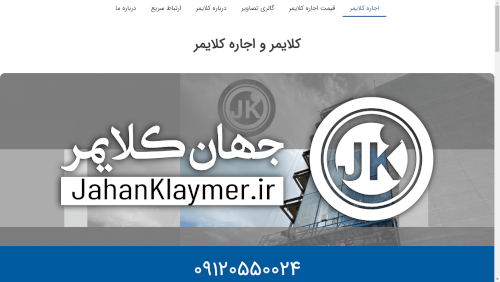 اجاره کلایمر
قیمت اجاره کلایمر
گالری تصاویر
درباره کلایمر
ارتباط سریع
درباره ما
کلایمر و اجاره کلایمر
JK
جهان کلایمر
JK
JahanKlaymer.ir
۰۹۱۲۰۵۵۰۰۲۴